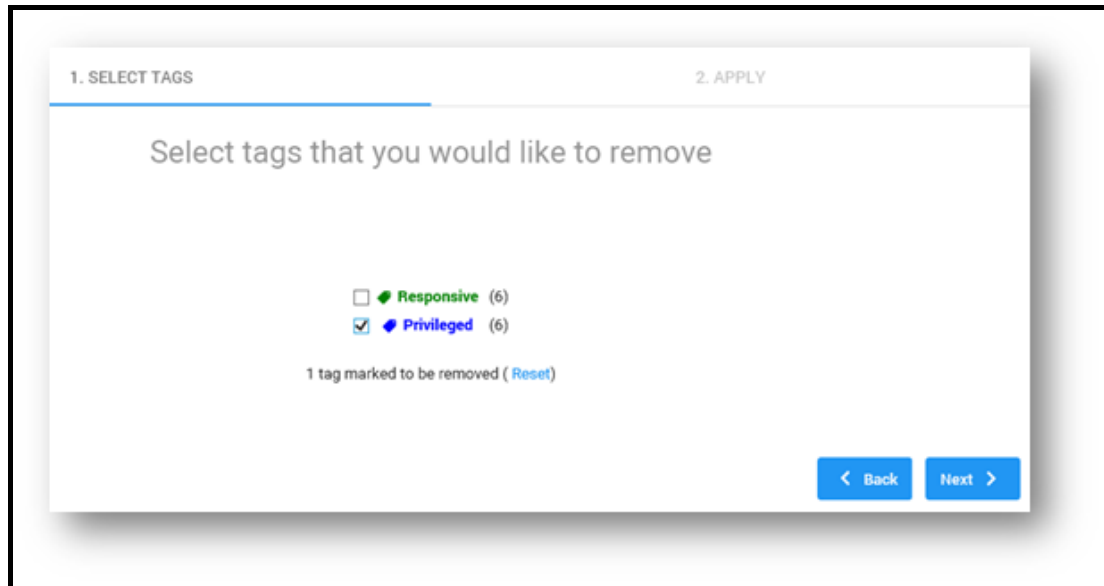 1. SELECT TAGS
2. APPLY
Select tags that you would like to remove
Responsive (6)
Privileged (6)
1 tag marked to be removed ( Reset)
Back
Next